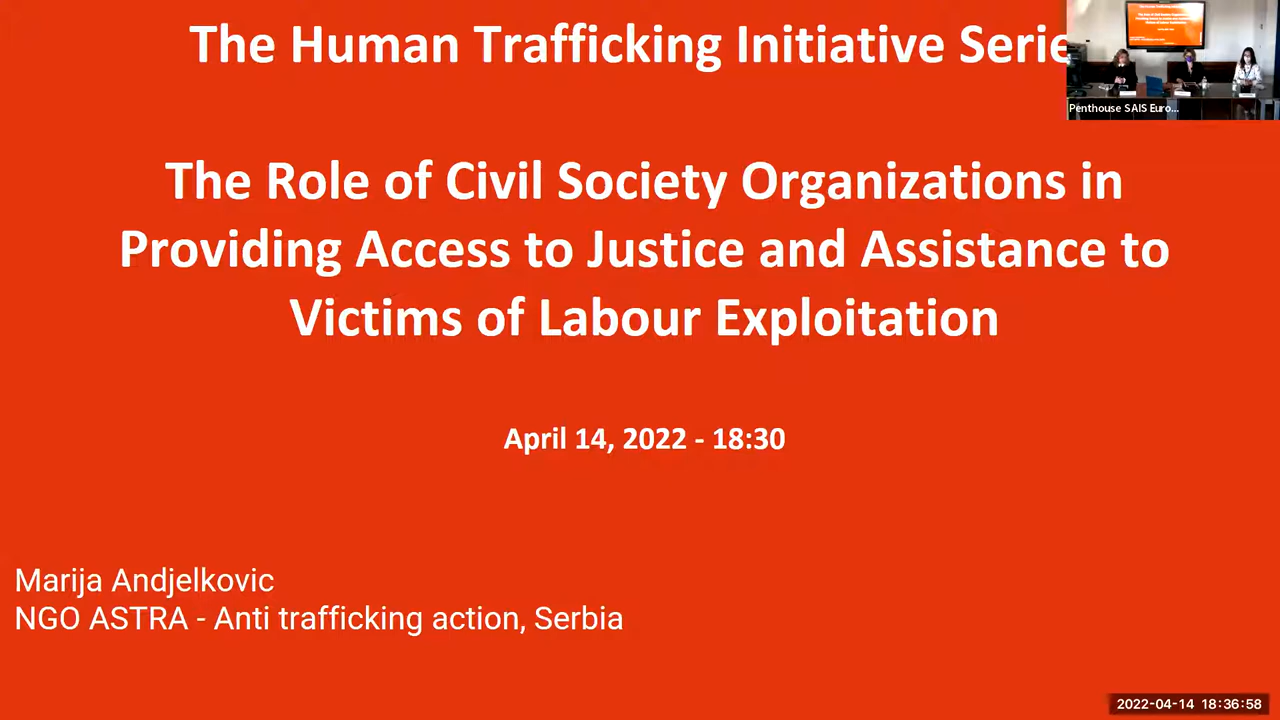 The Human Trafficking Initiative Serie
Penthouse SAIS Euro...
The Role of Civil Society Organizations in
Providing Access to Justice and Assistance to
Victims of Labour Exploitation
April 14, 2022 - 18:30
Marija Andjelkovic
NGO ASTRA - Anti trafficking action, Serbia
2022-04-14 18:36:58